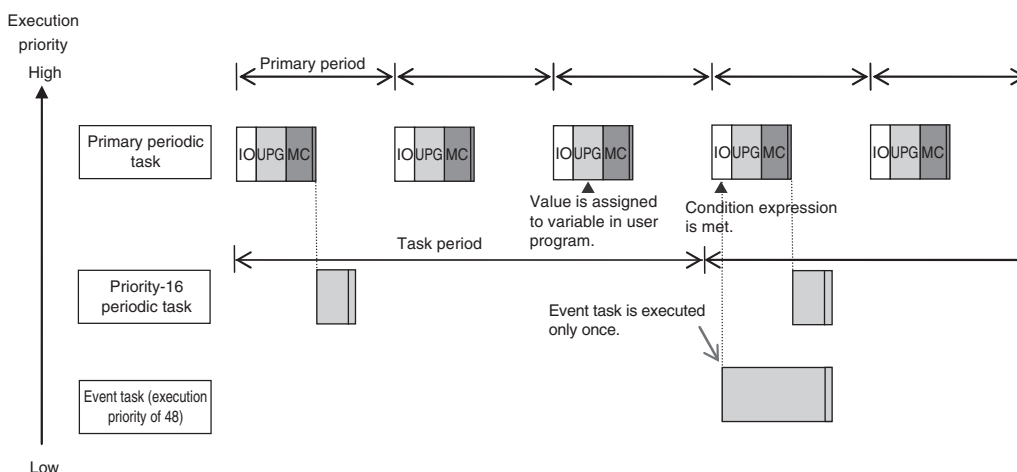 Execution
priority
High
Primary period
Primary periodic
task
IO UPG MC
IO UPG MC
IO UPG MC
IO UPG MC
IO UPG MC
Value is assigned
to variable in user
program.
Condition expression
is met.
Task period
Priority-16
periodic task
Event task is executed
only once.
Event task (execution
priority of 48)
Low